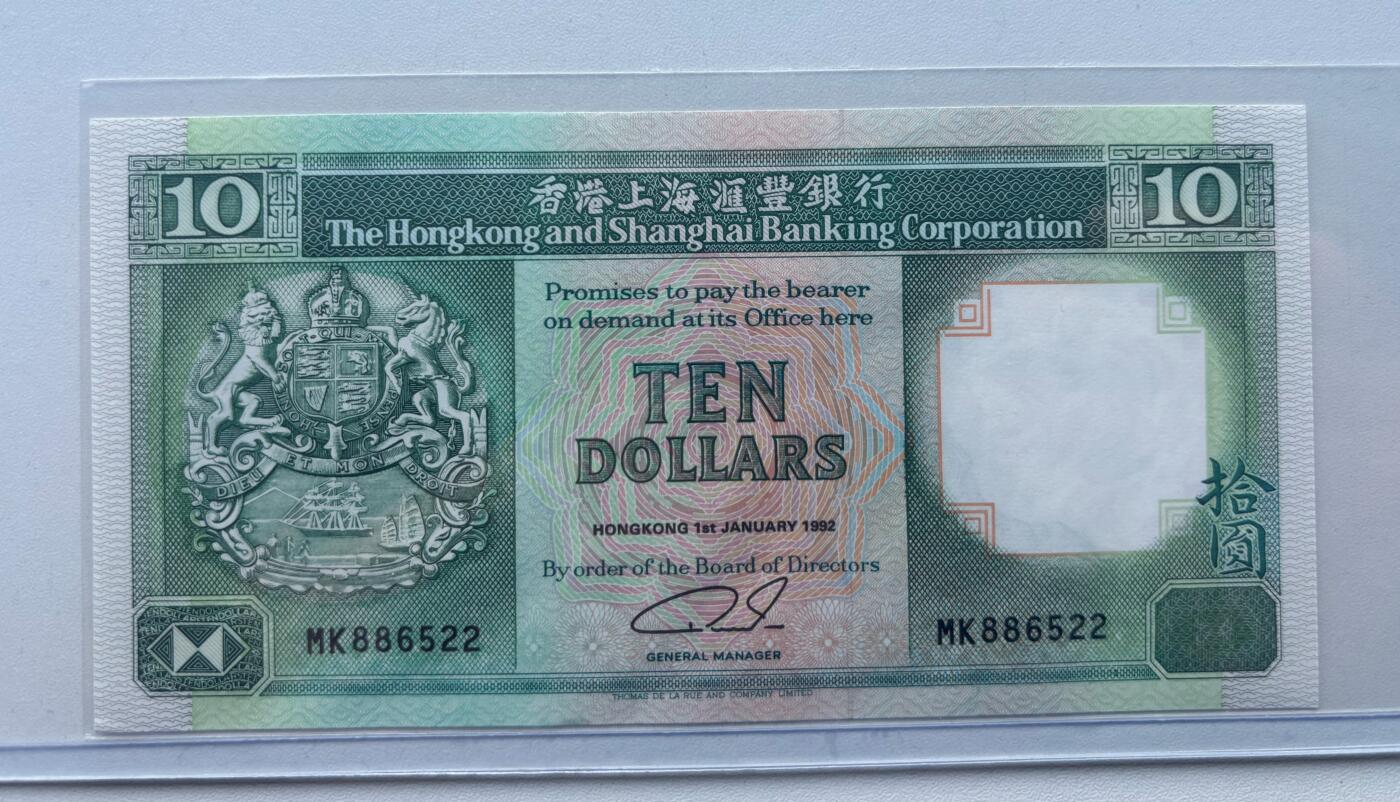 香港上海滙豐銀行
10 The Hongkong and Shanghai Banking Corporation 10
Promises to pay the bearer
on demand at its Office here
TEN
DOLLARS
HONGKONG 1st JANUARY 1992
By order of the Board of Directors
GENERAL MANAGER
THOMAS DE LA RUE AND COMPANY LIMITED
DIEU ET MON DROIT
MK886522
MK886522
拾圓